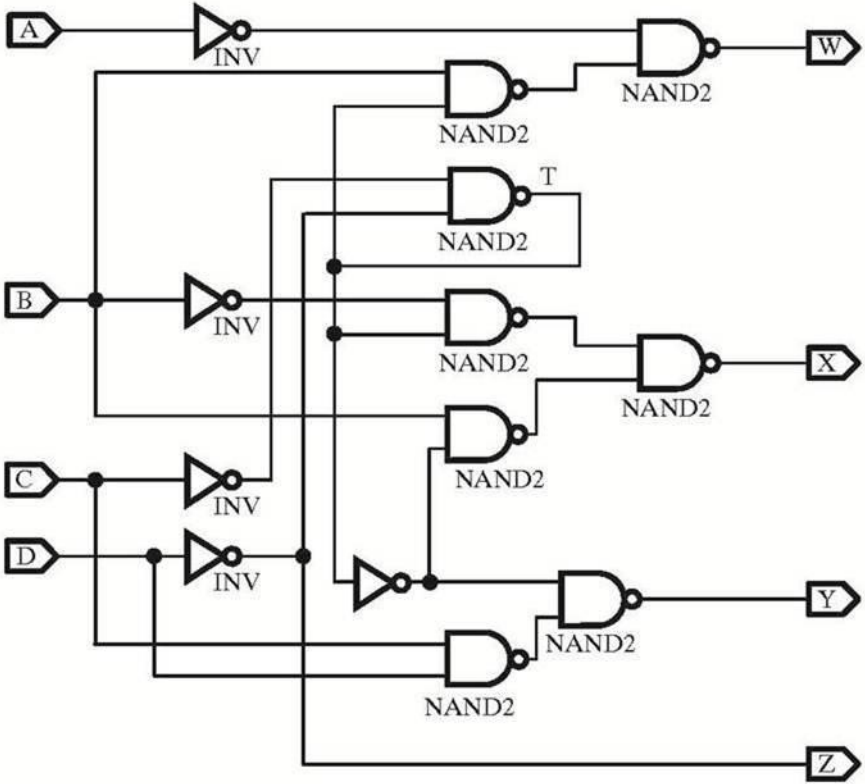 A
INV
NAND2
W
NAND2
T
NAND2
B
INV
NAND2
NAND2
X
NAND2
C
INV
D
INV
NAND2
Y
NAND2
Z